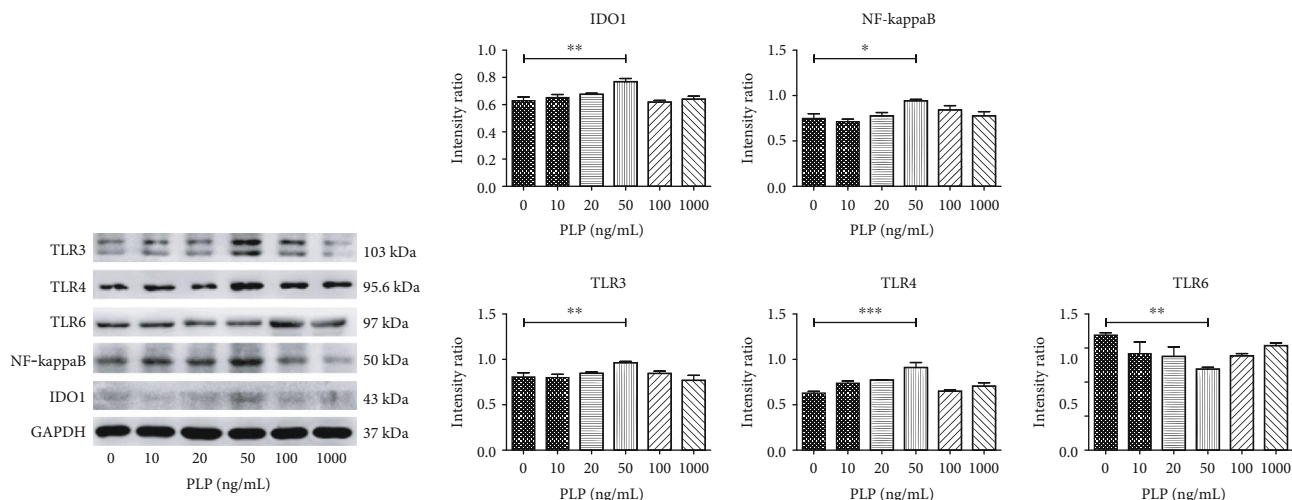 TLR3
103 kDa
TLR4
95.6 kDa
TLR6
97 kDa
NF-kappaB
50 kDa
IDO1
43 kDa
GAPDH
37 kDa
0 10 20 50 100 1000
PLP (ng/mL)
IDO1
**
1.0
0.8
0.6
0.4
0.2
0.0
Intensity ratio
0 10 20 50 100 1000
PLP (ng/mL)
NF-kappaB
*
1.5
1.0
0.5
0.0
Intensity ratio
0 10 20 50 100 1000
PLP (ng/mL)
TLR3
**
1.5
1.0
0.5
0.0
Intensity ratio
0 10 20 50 100 1000
PLP (ng/mL)
TLR4
***
1.5
1.0
0.5
0.0
Intensity ratio
0 10 20 50 100 1000
PLP (ng/mL)
TLR6
**
1.5
1.0
0.5
0.0
Intensity ratio
0 10 20 50 100 1000
PLP (ng/mL)